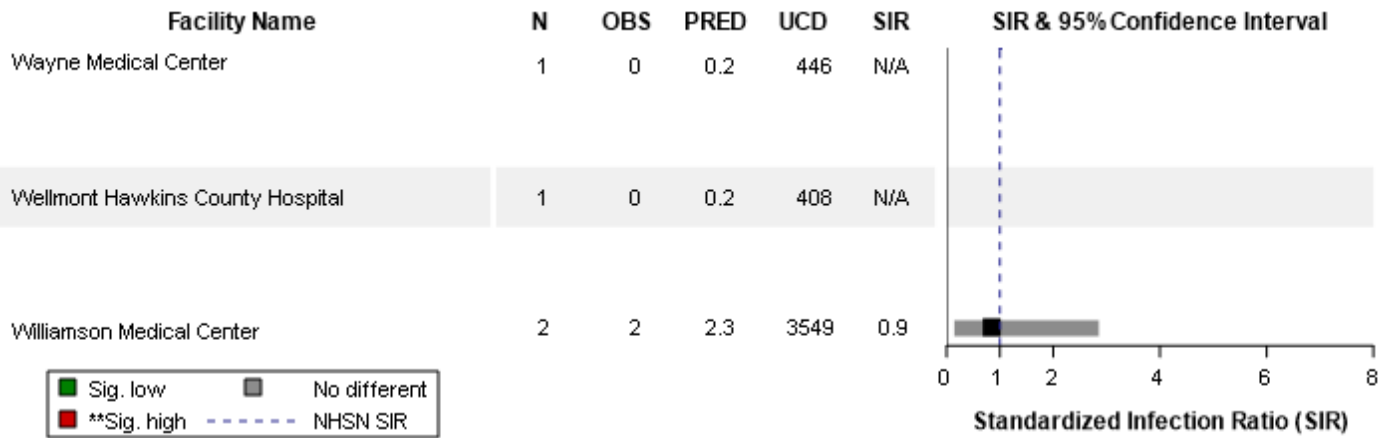 Facility Name N OBS PRED UCD SIR SIR & 95% Confidence Interval
Wayne Medical Center 1 0 0.2 446 N/A
Wellmont Hawkins County Hospital 1 0 0.2 408 N/A
Williamson Medical Center 2 2 2.3 3549 0.9
0 1 2 4 6 8
Standardized Infection Ratio (SIR)
Sig. low No different
**Sig. high NHSN SIR